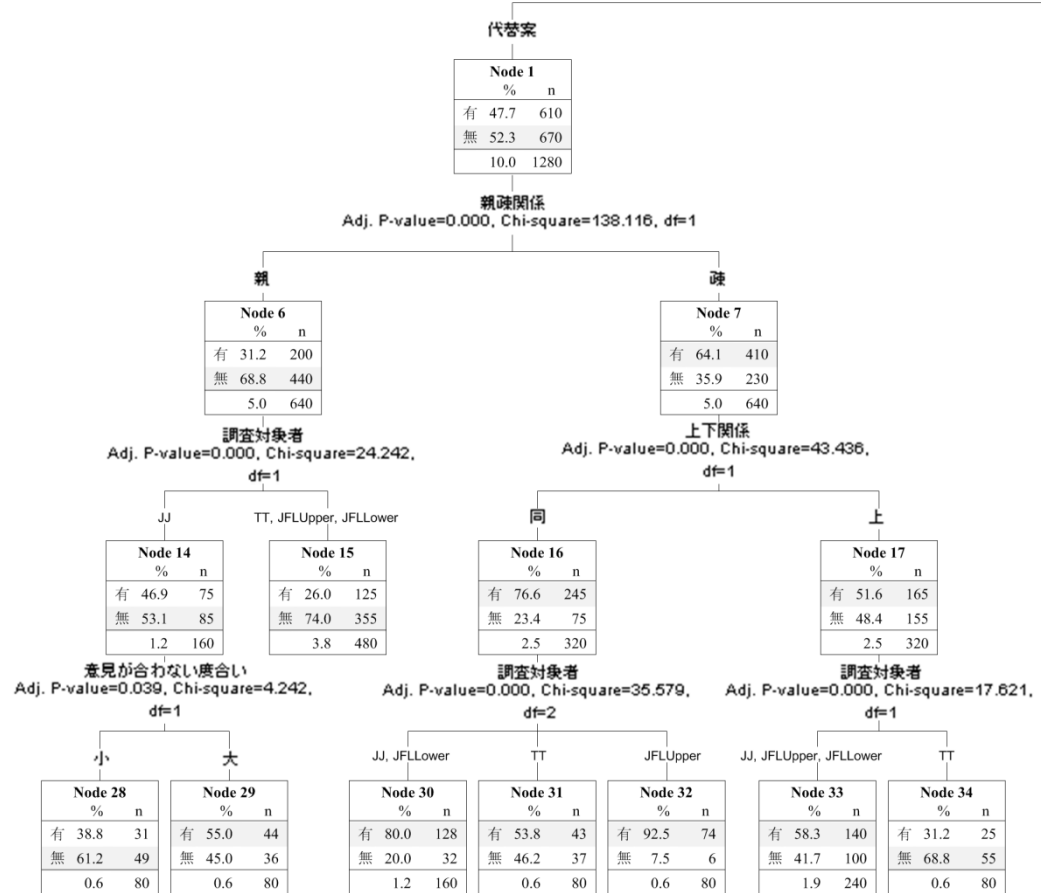 代替案
Node 1
% n
有 47.7 610
無 52.3 670
10.0 1280
親疎関係
Adj. P-value=0.000, Chi-square=138.116, df=1
親 疎
Node 6 Node 7
% n % n
有 31.2 200 有 64.1 410
無 68.8 440 無 35.9 230
5.0 640 5.0 640
調査対象者 上下関係
Adj. P-value=0.000, Chi-square=24.242, Adj. P-value=0.000, Chi-square=43.436,
df=1 df=1
JJ TT, JFLUpper, JFLLower 同 上
Node 14 Node 15 Node 16 Node 17
% n % n % n % n
有 46.9 75 有 26.0 125 有 76.6 245 有 51.6 165
無 53.1 85 無 74.0 355 無 23.4 75 無 48.4 155
1.2 160 3.8 480 2.5 320 2.5 320
意見が合わない度合い 調査対象者 調査対象者
Adj. P-value=0.039, Chi-square=4.242, Adj. P-value=0.000, Chi-square=35.579, Adj. P-value=0.000, Chi-square=17.621,
df=1 df=2 df=1
小 大 JJ, JFLLower TT JFLUpper JJ, JFLUpper, JFLLower TT
Node 28 Node 29 Node 30 Node 31 Node 32 Node 33 Node 34
% n % n % n % n % n % n % n
有 38.8 31 有 55.0 44 有 80.0 128 有 53.8 43 有 92.5 74 有 58.3 140 有 31.2 25
無 61.2 49 無 45.0 36 無 20.0 32 無 46.2 37 無 7.5 6 無 41.7 100 無 68.8 55
0.6 80 0.6 80 1.2 160 0.6 80 0.6 80 1.9 240 0.6 80